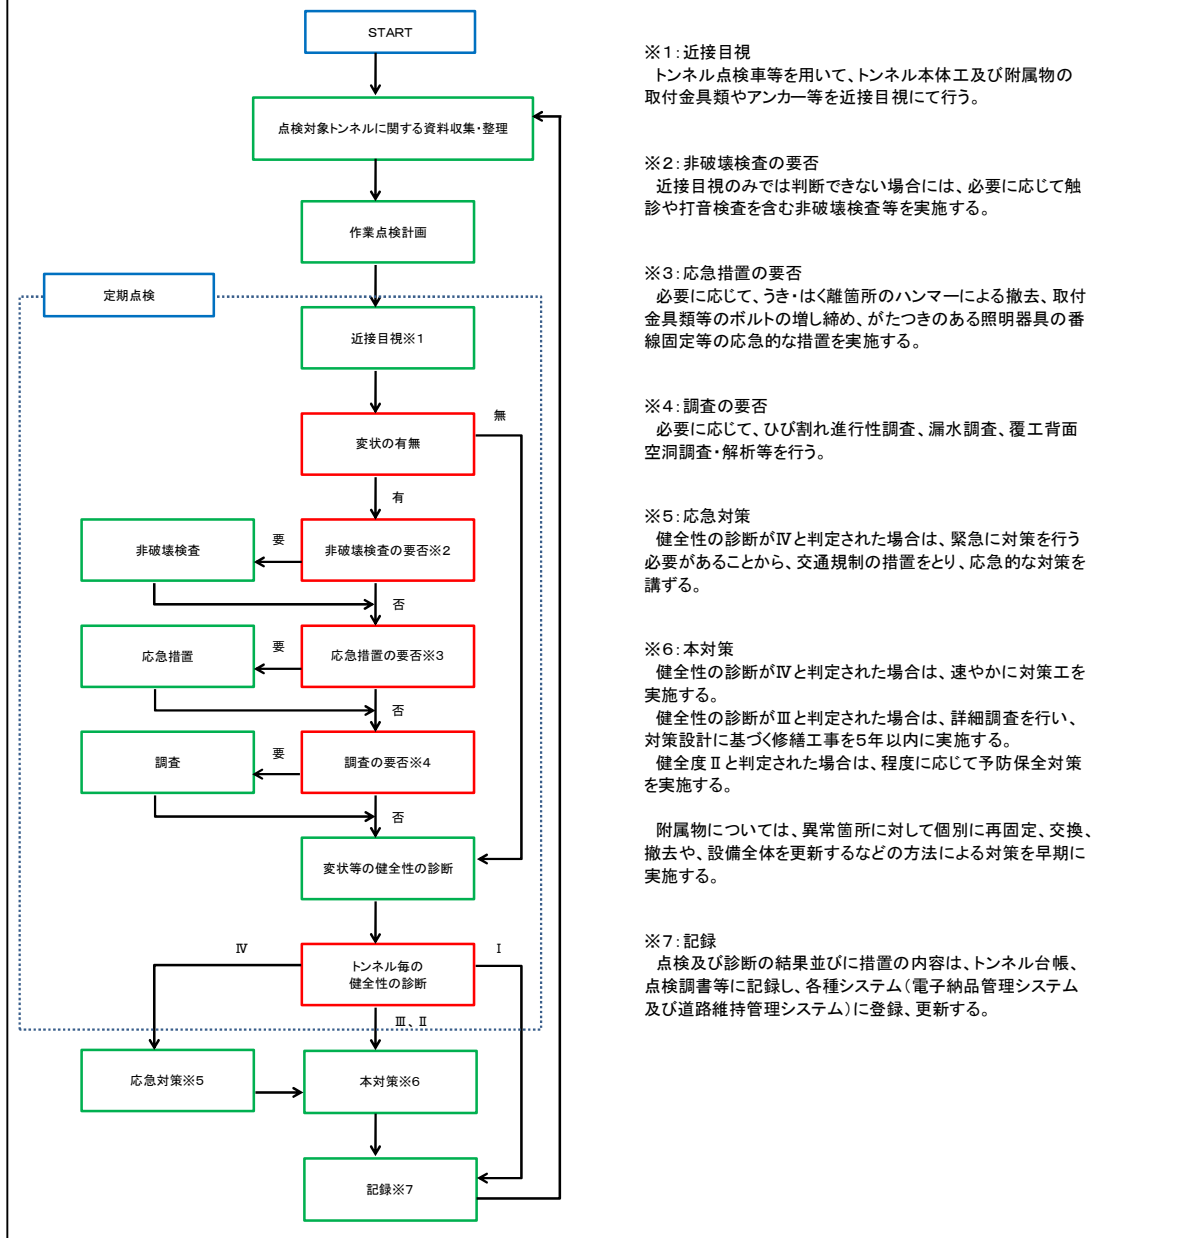 START
点検対象トンネルに関する資料収集・整理
作業点検計画
定期点検
近接目視※1
変状の有無
無
有
非破壊検査
要
非破壊検査の要否※2
否
応急措置
要
応急措置の要否※3
否
調査
要
調査の要否※4
否
変状等の健全性の診断
Ⅳ
トンネル毎の
健全性の診断
Ⅰ
Ⅲ、Ⅱ
応急対策※5
本対策※6
記録※7
※1:近接目視
トンネル点検車等を用いて、トンネル本体工及び附属物の
取付金具類やアンカー等を近接目視にて行う。
※2:非破壊検査の要否
近接目視のみでは判断できない場合には、必要に応じて触
診や打音検査を含む非破壊検査等を実施する。
※3:応急措置の要否
必要に応じて、うき・はく離箇所のハンマーによる撤去、取付
金具類等のボルトの増し締め、がたつきのある照明器具の番
線固定等の応急的な措置を実施する。
※4:調査の要否
必要に応じて、ひび割れ進行性調査、漏水調査、覆工背面
空洞調査・解析等を行う。
※5:応急対策
健全性の診断がⅣと判定された場合は、緊急に対策を行う
必要があることから、交通規制の措置をとり、応急的な対策を
講ずる。
※6:本対策
健全性の診断がⅣと判定された場合は、速やかに対策工を
実施する。
健全性の診断がⅢと判定された場合は、詳細調査を行い、
対策設計に基づく修繕工事を5年以内に実施する。
健全度Ⅱと判定された場合は、程度に応じて予防保全対策
を実施する。
附属物については、異常箇所に対して個別に再固定、交換、
撤去や、設備全体を更新するなどの方法による対策を早期に
実施する。
※7:記録
点検及び診断の結果並びに措置の内容は、トンネル台帳、
点検調書等に記録し、各種システム(電子納品管理システム
及び道路維持管理システム)に登録、更新する。